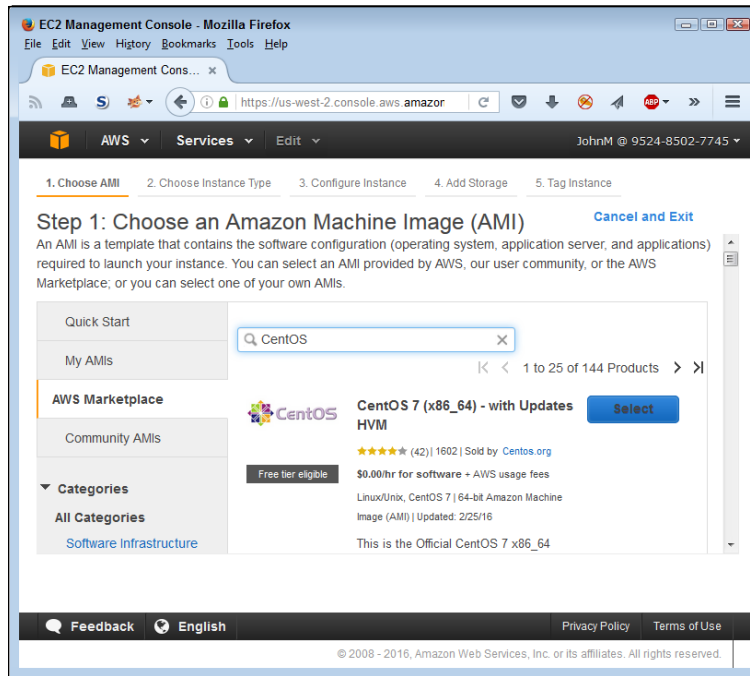 EC2 Management Console - Mozilla Firefox
File Edit View History Bookmarks Tools Help
EC2 Management Cons... ×
S ABP »
https://us-west-2.console.aws.amazor
AWS Services Edit JohnM @ 9524-8502-7745
1. Choose AMI 2. Choose Instance Type 3. Configure Instance 4. Add Storage 5. Tag Instance
Step 1: Choose an Amazon Machine Image (AMI) Cancel and Exit
An AMI is a template that contains the software configuration (operating system, application server, and applications)
required to launch your instance. You can select an AMI provided by AWS, our user community, or the AWS
Marketplace; or you can select one of your own AMIs.
Quick Start
My AMIs
AWS Marketplace
Community AMIs
Categories
All Categories
Software Infrastructure
CentOS
1 to 25 of 144 Products
CentOS
Free tier eligible
CentOS 7 (x86_64) - with Updates
HVM
Select
(42) | 1602 | Sold by Centos.org
$0.00/hr for software + AWS usage fees
Linux/Unix, CentOS 7 | 64-bit Amazon Machine
Image (AMI) | Updated: 2/25/16
This is the Official CentOS 7 x86_64
Feedback English Privacy Policy Terms of Use
© 2008 - 2016, Amazon Web Services, Inc. or its affiliates. All rights reserved.